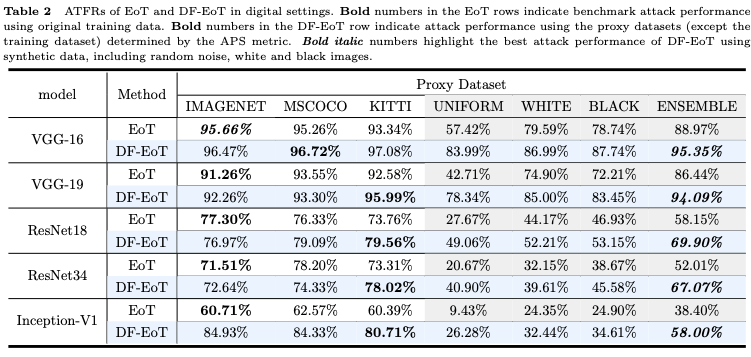 Table 2 ATFRs of EoT and DF-EoT in digital settings. Bold numbers in the EoT rows indicate benchmark attack performance
using original training data. Bold numbers in the DF-EoT row indicate attack performance using the proxy datasets (except the
training dataset) determined by the APS metric. Bold italic numbers highlight the best attack performance of DF-EoT using
synthetic data, including random noise, white and black images.
model Method Proxy Dataset
IMAGENET MSCOCO KITTI UNIFORM WHITE BLACK ENSEMBLE
VGG-16 EoT 95.66% 95.26% 93.34% 57.42% 79.59% 78.74% 88.97%
DF-EoT 96.47% 96.72% 97.08% 83.99% 86.99% 87.74% 95.35%
VGG-19 EoT 91.26% 93.55% 92.58% 42.71% 74.90% 72.21% 86.44%
DF-EoT 92.26% 93.30% 95.99% 78.34% 85.00% 83.45% 94.09%
ResNet18 EoT 77.30% 76.33% 73.76% 27.67% 44.17% 46.93% 58.15%
DF-EoT 76.97% 79.09% 79.56% 49.06% 52.21% 53.15% 69.90%
ResNet34 EoT 71.51% 78.20% 73.31% 20.67% 32.15% 38.67% 52.01%
DF-EoT 72.64% 74.33% 78.02% 40.90% 39.61% 45.58% 67.07%
Inception-V1 EoT 60.71% 62.57% 60.39% 9.43% 24.35% 24.90% 38.40%
DF-EoT 84.93% 84.33% 80.71% 26.28% 32.44% 34.61% 58.00%